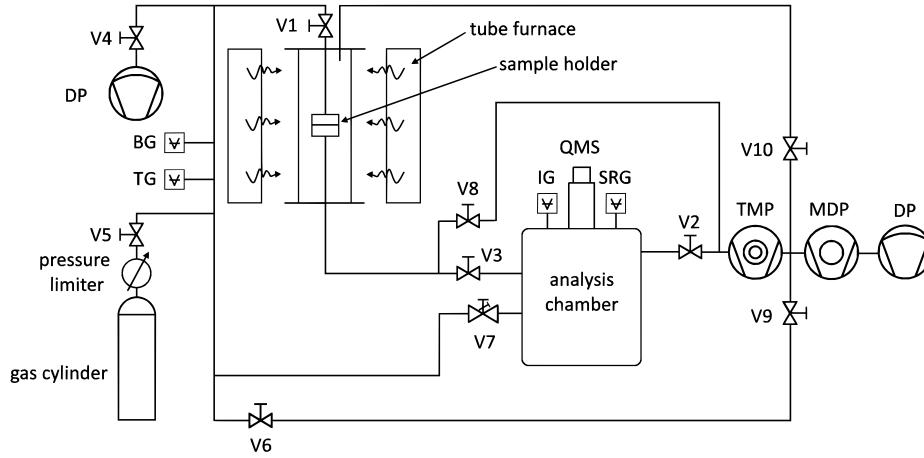 V1
V4
tube furnace
sample holder
DP
BG
TG
V10
QMS
IG
SRG
V8
V2
TMP
MDP
DP
V5
pressure
limiter
V3
analysis
chamber
V9
V7
gas cylinder
V6